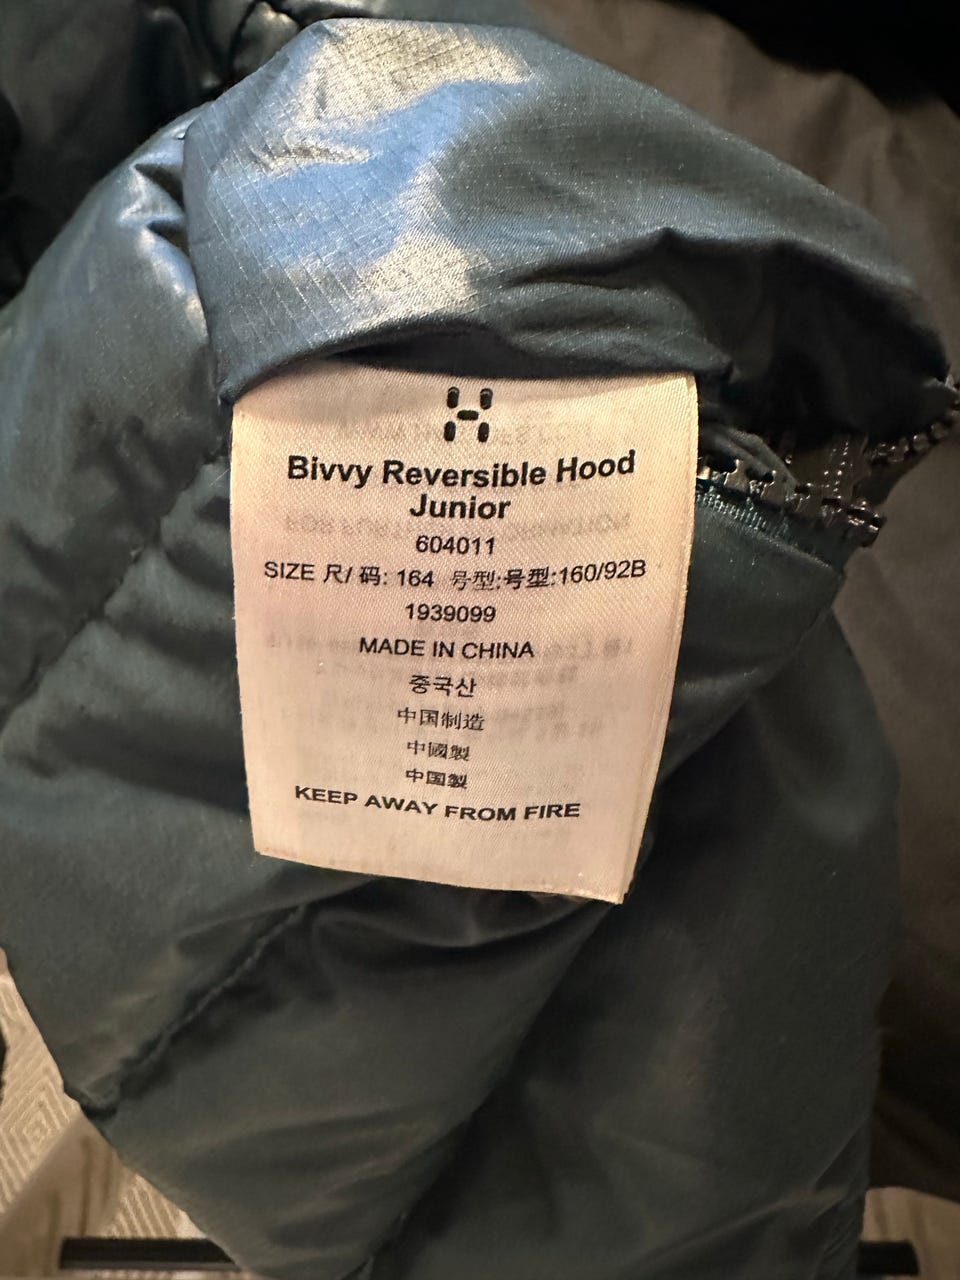 Bivvy Reversible Hood
Junior
604011
SIZE 尺/ 码: 164 号型:号型:160/92B
1939099
MADE IN CHINA
중국산
中国制造
中國製
中国製
KEEP AWAY FROM FIRE